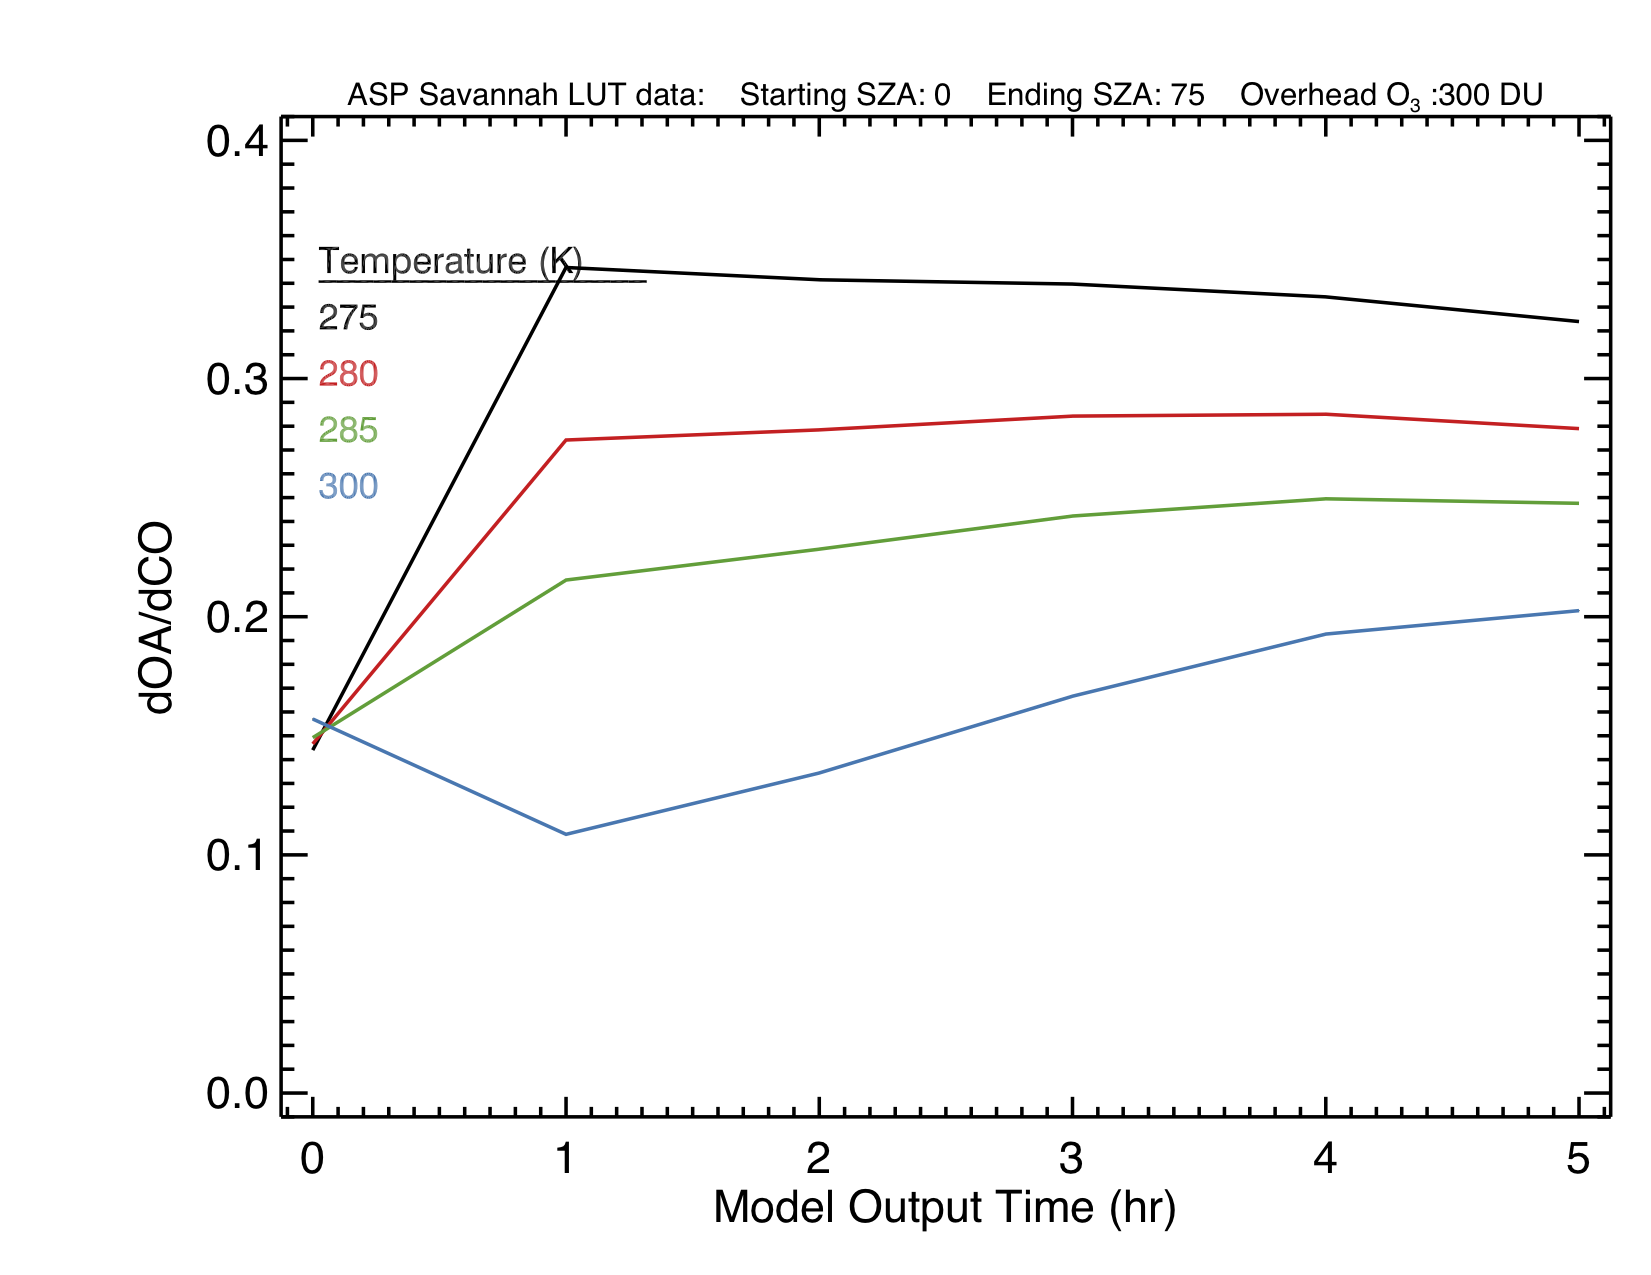 ASP Savannah LUT data: Starting SZA: 0 Ending SZA: 75 Overhead O₃ :300 DU
0.4
0.3
0.2
0.1
0.0
dOA/dCO
Temperature (K)
275
280
285
300
0 1 2 3 4 5
Model Output Time (hr)